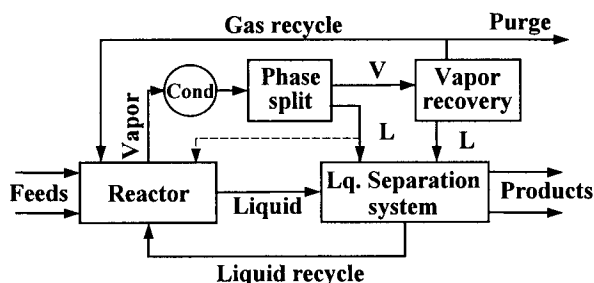 Gas recycle
Purge
Vapor
Cond
Phase
split
V
Vapor
recovery
L
L
Feeds
Reactor
Liquid
Lq. Separation
system
Products
Liquid recycle